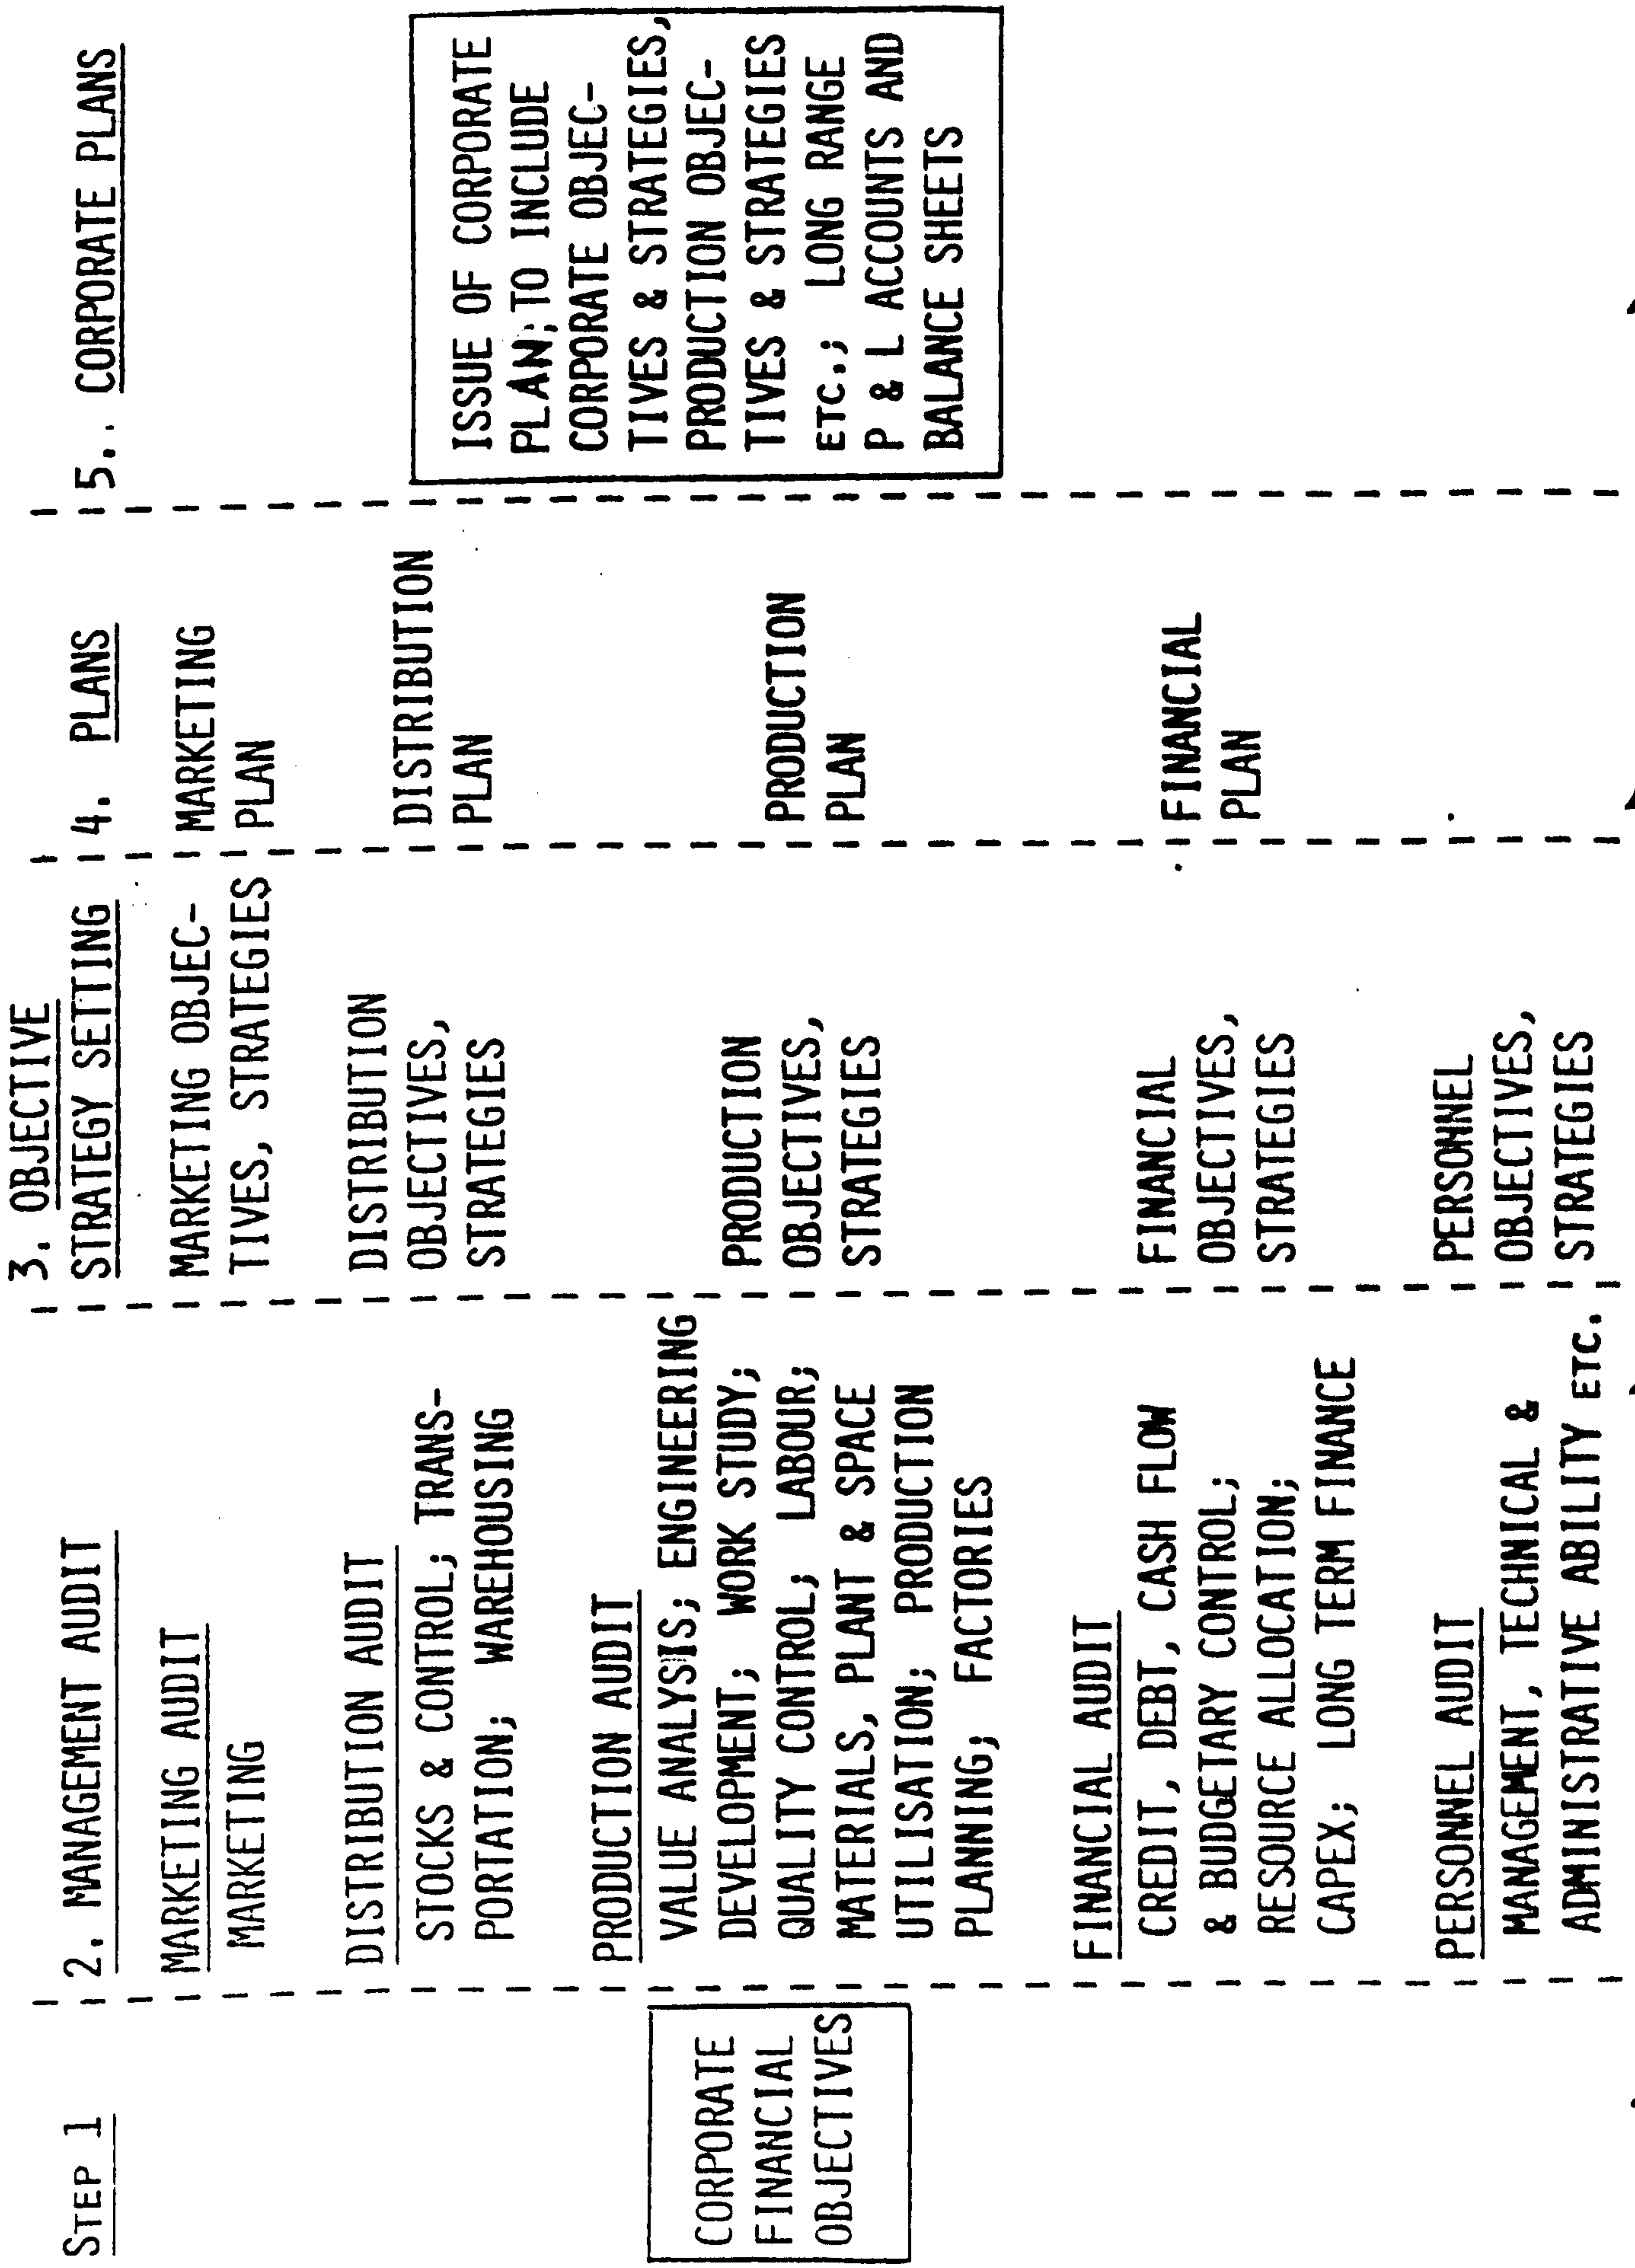 STEP 1
CORPORATE
FINANCIAL
OBJECTIVES
2. MANAGEMENT AUDIT
MARKETING AUDIT
MARKETING
DISTRIBUTION AUDIT
STOCKS & CONTROL; TRANS-
PORTATION; WAREHOUSING
PRODUCTION AUDIT
VALUE ANALYSIS; ENGINEERING
DEVELOPMENT; WORK STUDY;
QUALITY CONTROL; LABOUR;
MATERIALS, PLANT & SPACE
UTILISATION; PRODUCTION
PLANNING; FACTORIES
FINANCIAL AUDIT
CREDIT, DEBT, CASH FLOW
& BUDGETARY CONTROL;
RESOURCE ALLOCATION;
CAPEX; LONG TERM FINANCE
PERSONNEL AUDIT
MANAGEMENT, TECHNICAL &
ADMINISTRATIVE ABILITY ETC.
3. OBJECTIVE
STRATEGY SETTING
MARKETING OBJEC-
TIVES, STRATEGIES
DISTRIBUTION
OBJECTIVES,
STRATEGIES
PRODUCTION
OBJECTIVES,
STRATEGIES
FINANCIAL
OBJECTIVES,
STRATEGIES
PERSONNEL
OBJECTIVES,
STRATEGIES
4. PLANS
MARKETING
PLAN
DISTRIBUTION
PLAN
PRODUCTION
PLAN
FINANCIAL
PLAN
5.. CORPORATE PLANS
ISSUE OF CORPORATE
PLAN; TO INCLUDE
CORPORATE OBJEC-
TIVES & STRATEGIES,
PRODUCTION OBJEC-
TIVES & STRATEGIES
ETC.; LONG RANGE
P & L ACCOUNTS AND
BALANCE SHEETS